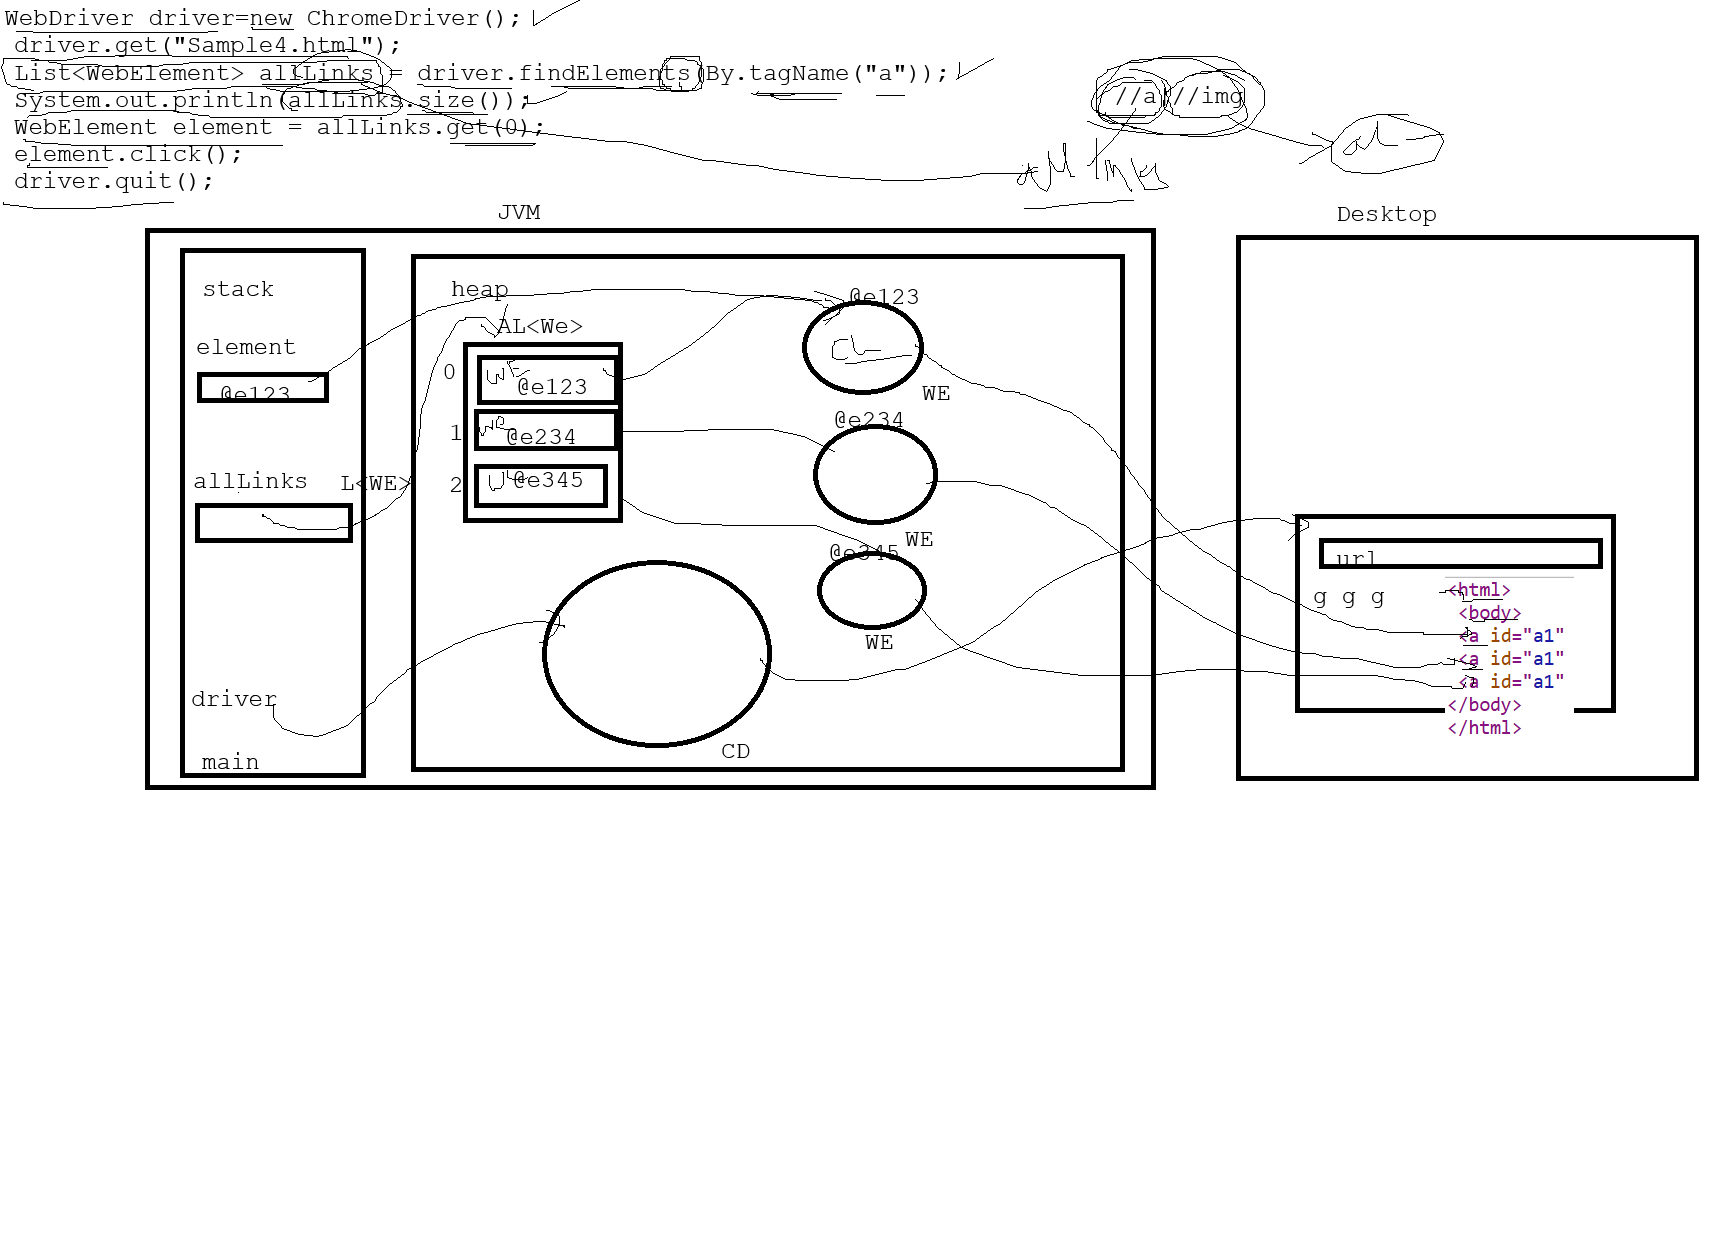 WebDriver driver=new ChromeDriver();
driver.get("Sample4.html");
List<WebElement> allLinks = driver.findElements(By.tagName("a"));
System.out.println(allLinks.size());
WebElement element = allLinks.get(0);
element.click();
driver.quit();
//a //img
all links
JVM
Desktop
stack
element
@e123
allLinks
L<WE>
driver
main
heap
AL<We>
0 WE @e123
1 We @e234
2 @e345
CD
@e123
WE
@e234
WE
@e345
WE
url
g g g
<html>
<body>
<a id="a1"
<a id="a1"
<a id="a1"
</body>
</html>